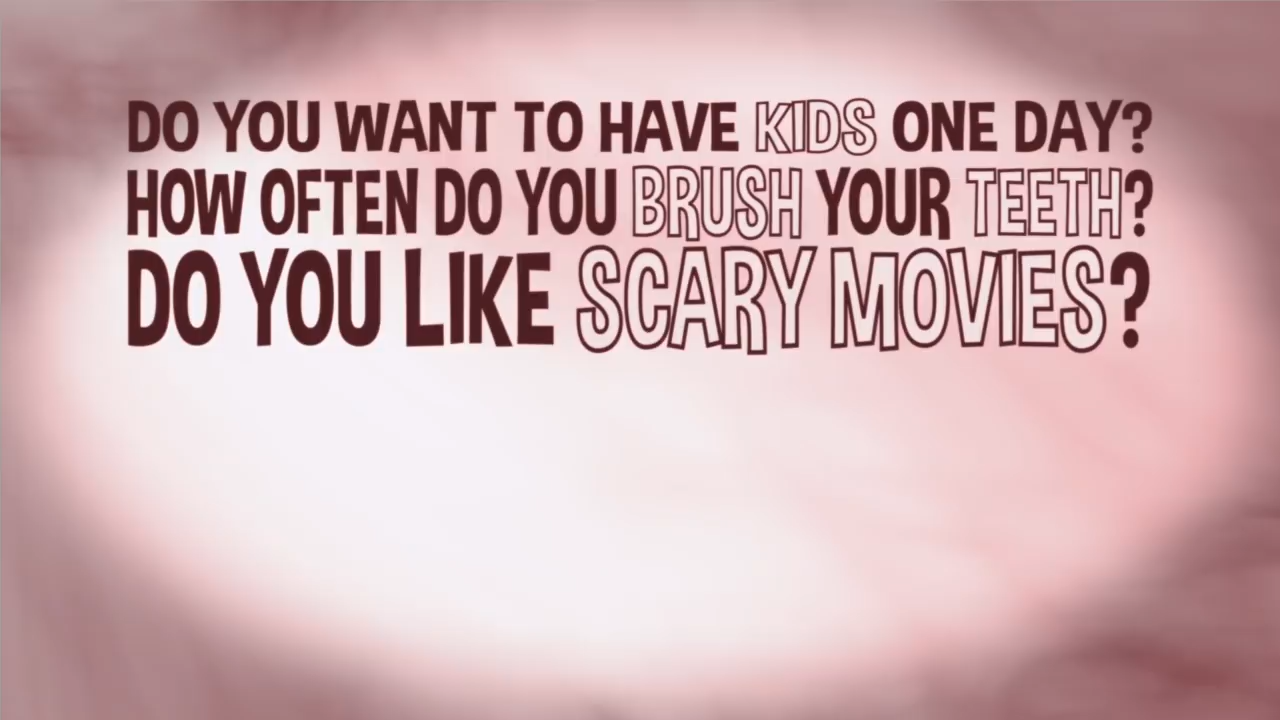 DO YOU WANT TO HAVE KIDS ONE DAY?
HOW OFTEN DO YOU BRUSH YOUR TEETH?
DO YOU LIKE SCARY MOVIES?